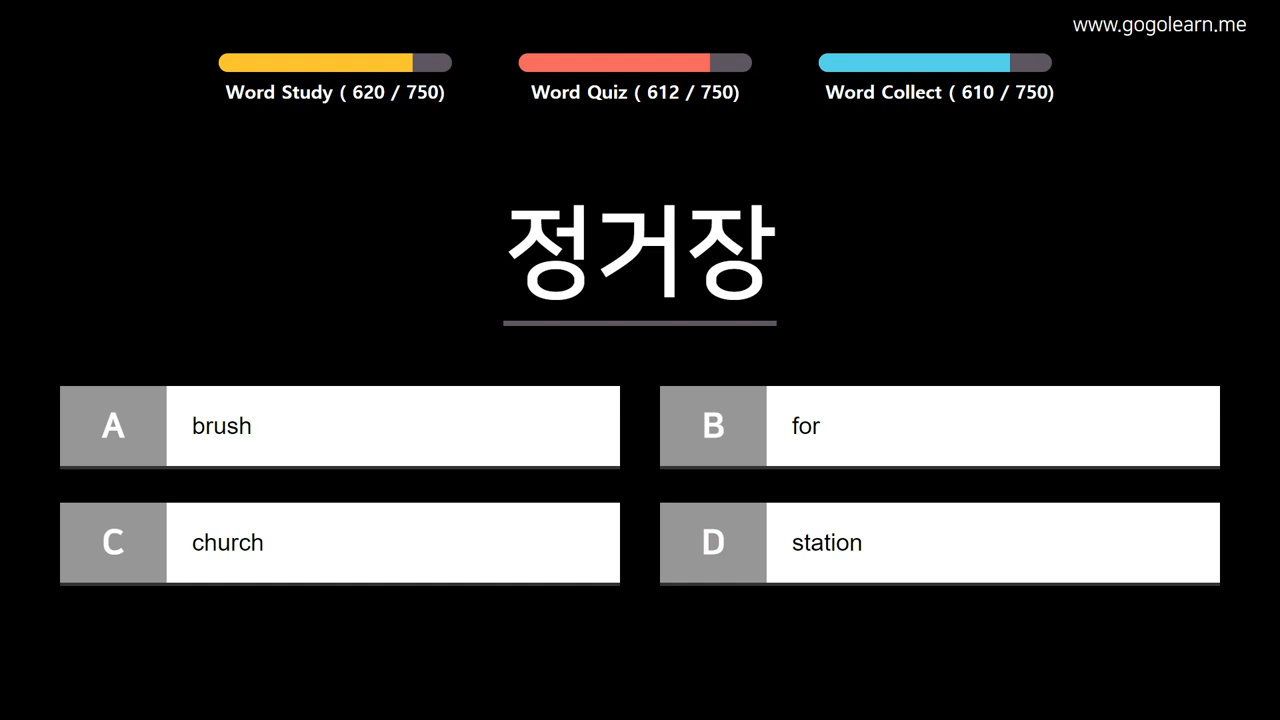 www.gogolearn.me
Word Study ( 620 / 750)
Word Quiz ( 612 / 750)
Word Collect ( 610 / 750)
정거장
A brush
B for
C church
D station